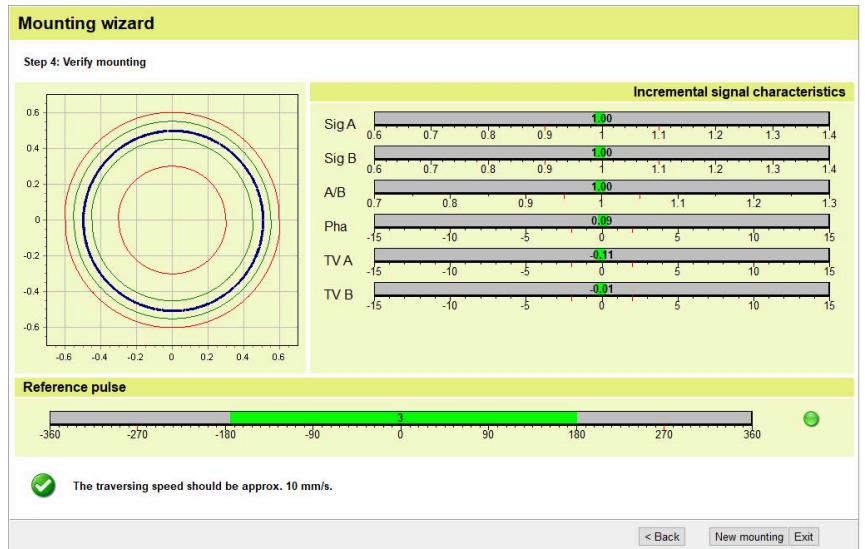 Mounting wizard
Step 4: Verify mounting
0.6
0.4
0.2
0
-0.2
-0.4
-0.6
-0.6 -0.4 -0.2 0 0.2 0.4 0.6
Incremental signal characteristics
Sig A 1.00
0.6 0.7 0.8 0.9 1 1.1 1.2 1.3 1.4
Sig B 1.00
0.6 0.7 0.8 0.9 1 1.1 1.2 1.3 1.4
A/B 1.00
0.7 0.8 0.9 1 1.1 1.2 1.3
Pha 0.09
-15 -10 -5 0 5 10 15
TV A -0.11
-15 -10 -5 0 5 10 15
TV B -0.01
-15 -10 -5 0 5 10 15
Reference pulse
3
-360 -270 -180 -90 0 90 180 270 360
The traversing speed should be approx. 10 mm/s.
< Back New mounting Exit